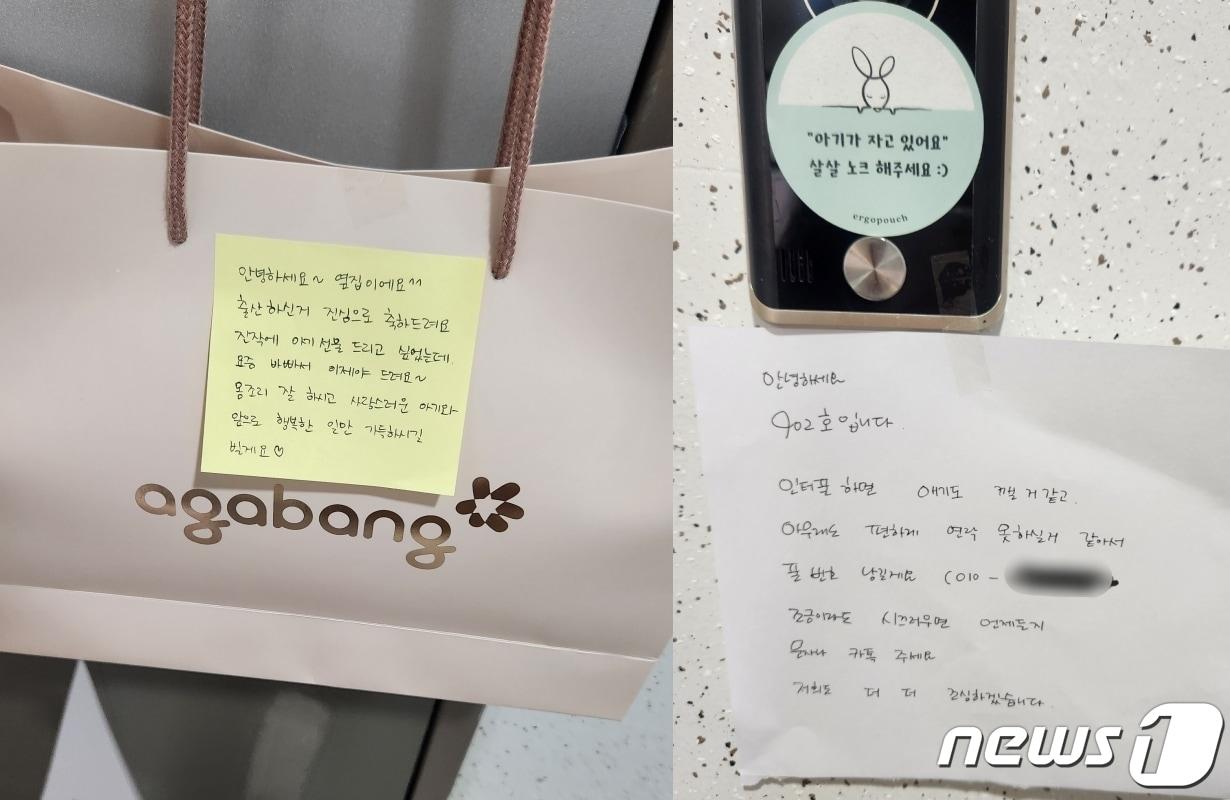 안녕하세요~ 옆집이에요^^
출산하신거 진심으로 축하드려요
진작에 아기선물 드리고 싶었는데.
요즘 바빠서 이제야 드려요~
몸조리 잘 하시고 사랑스러운 아기와
앞으로 행복한 일만 가득하시길
빌게요♡
agabang
"아기가 자고 있어요"
살살 노크 해주세요 :)
ergopouch
안녕하세요
902호입니다.
인터폰 하면 애기도 깰거같고.
아무래도 편하게 연락 못하실거 같아서
폰 번호 남길게요 (010 -
조금이라도 시끄러우면 언제든지
문자나 카톡 주세요
저희도 더 더 조심하겠습니다.
news1